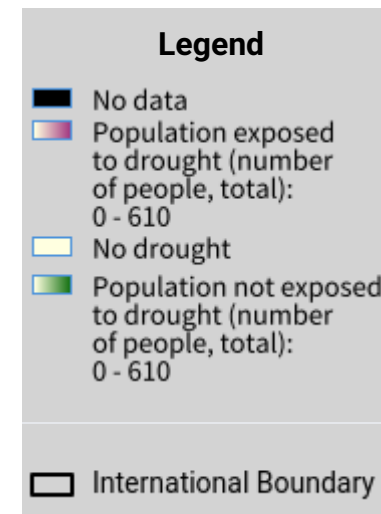 Legend
No data
Population exposed
to drought (number
of people, total):
0 - 610
No drought
Population not exposed
to drought (number
of people, total):
0 - 610
International Boundary